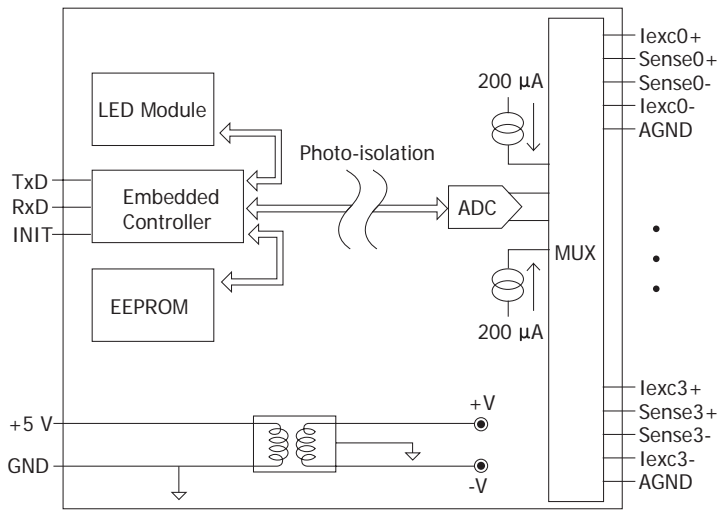 Iexc0+
Sense0+
Sense0-
Iexc0-
AGND
200 µA
LED Module
Photo-isolation
TxD
RxD
INIT
Embedded
Controller
ADC
MUX
EEPROM
200 µA
Iexc3+
Sense3+
Sense3-
Iexc3-
AGND
+5 V
GND
+V
-V